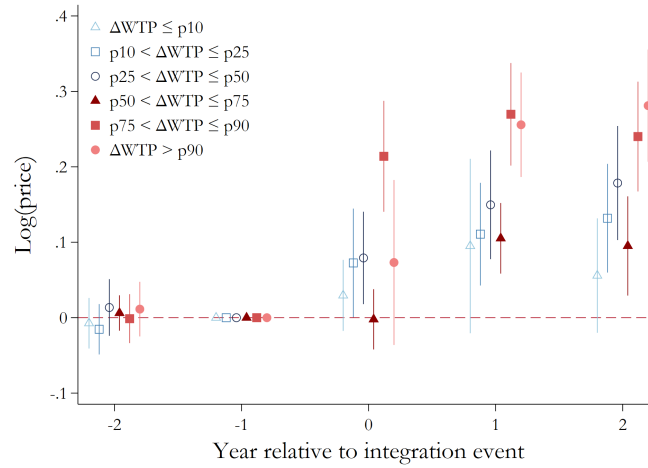 .4
.3
.2
.1
0
-.1
Log(price)
ΔWTP ≤ p10
p10 < ΔWTP ≤ p25
p25 < ΔWTP ≤ p50
p50 < ΔWTP ≤ p75
p75 < ΔWTP ≤ p90
ΔWTP > p90
-2 -1 0 1 2
Year relative to integration event